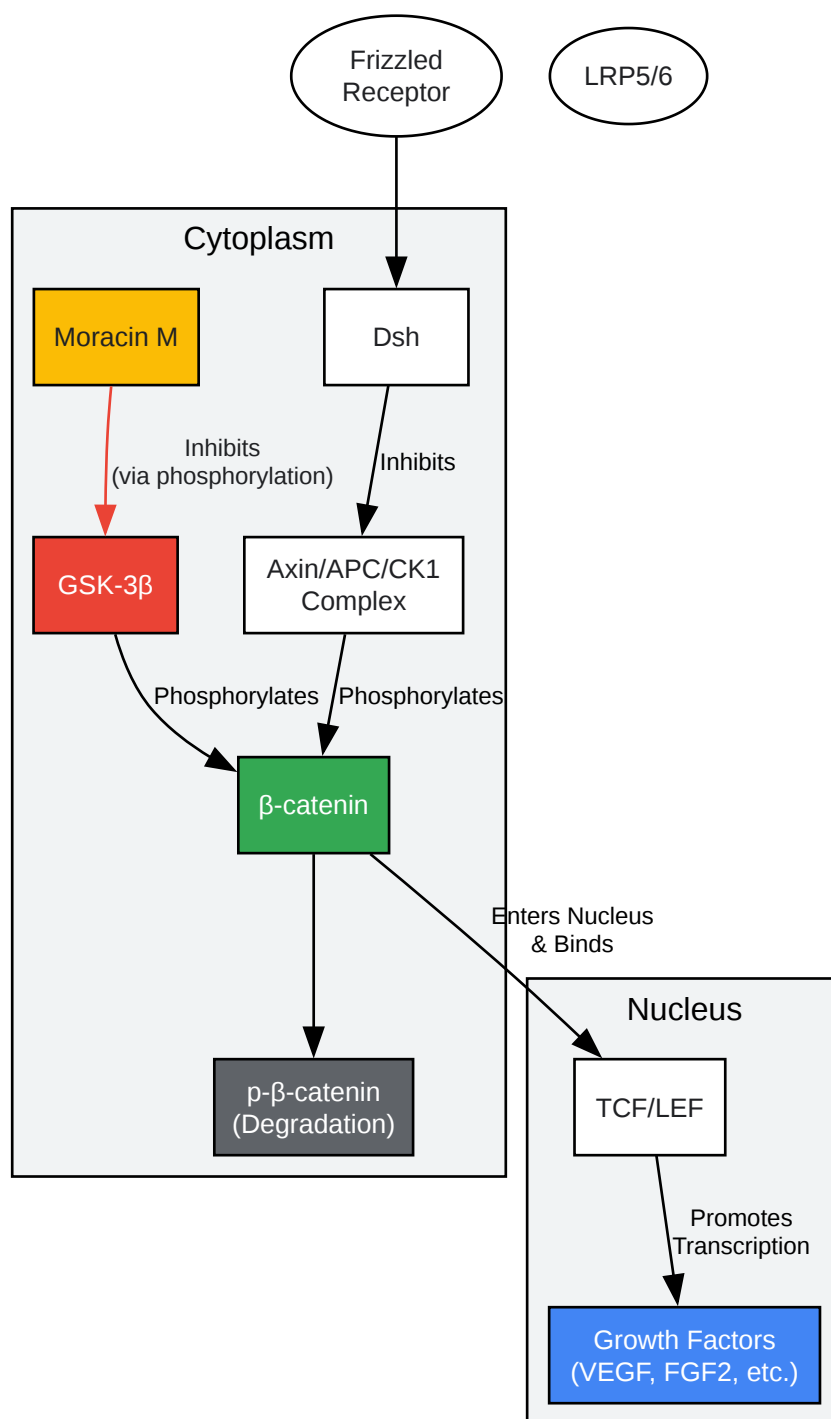 Frizzled
Receptor
LRP5/6
Cytoplasm
Moracin M
Dsh
Inhibits
(via phosphorylation)
Inhibits
GSK-3β
Axin/APC/CK1
Complex
Phosphorylates
Phosphorylates
β-catenin
Enters Nucleus
& Binds
Nucleus
p-β-catenin
(Degradation)
TCF/LEF
Promotes
Transcription
Growth Factors
(VEGF, FGF2, etc.)